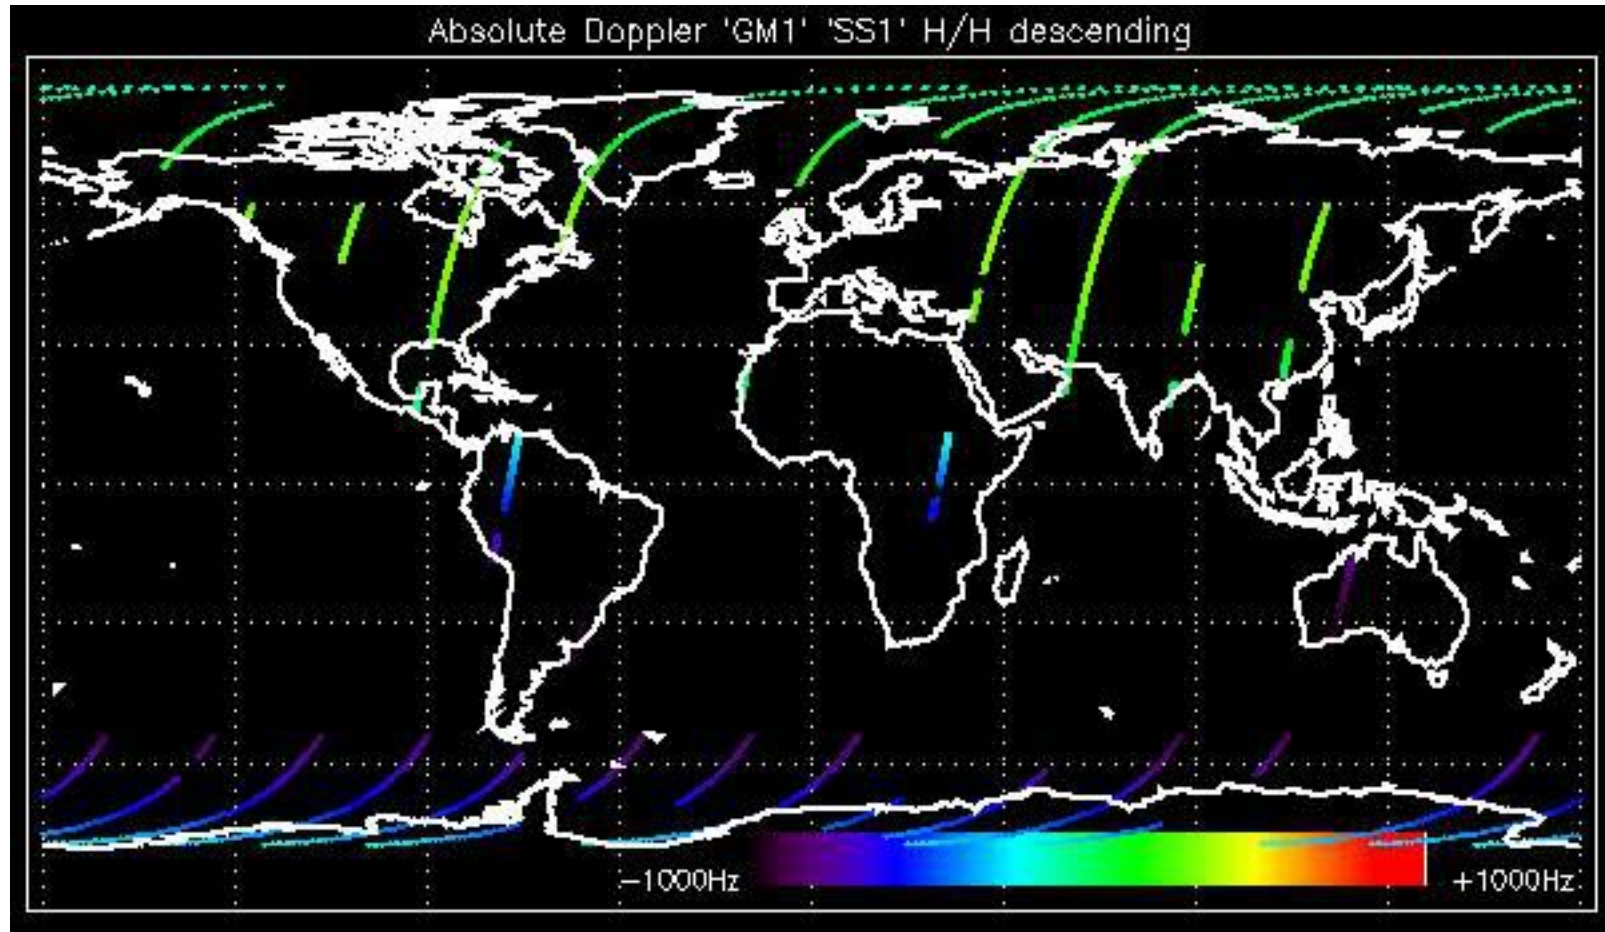 Absolute Doppler 'GM1' 'SS1' H/H descending
−1000Hz
+1000Hz